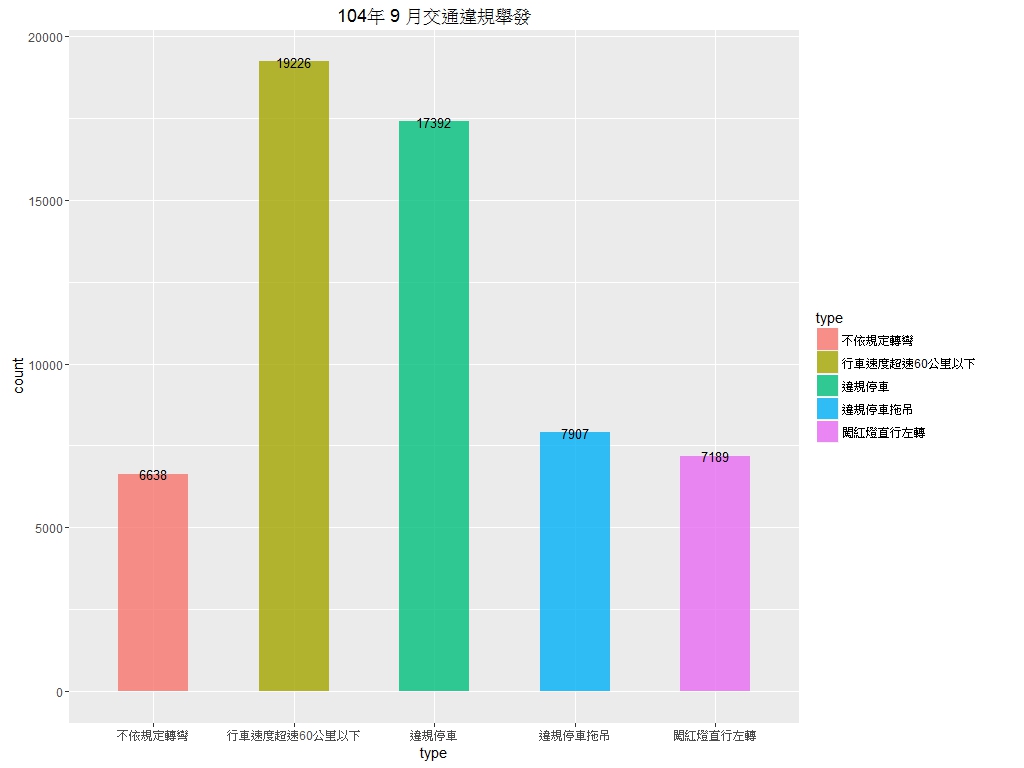 104年 9 月交通違規舉發
20000
15000
10000
5000
0
count
19226
17392
7907
7189
6638
不依規定轉彎
行車速度超速60公里以下
違規停車
違規停車拖吊
闖紅燈直行左轉
type
type
不依規定轉彎
行車速度超速60公里以下
違規停車
違規停車拖吊
闖紅燈直行左轉